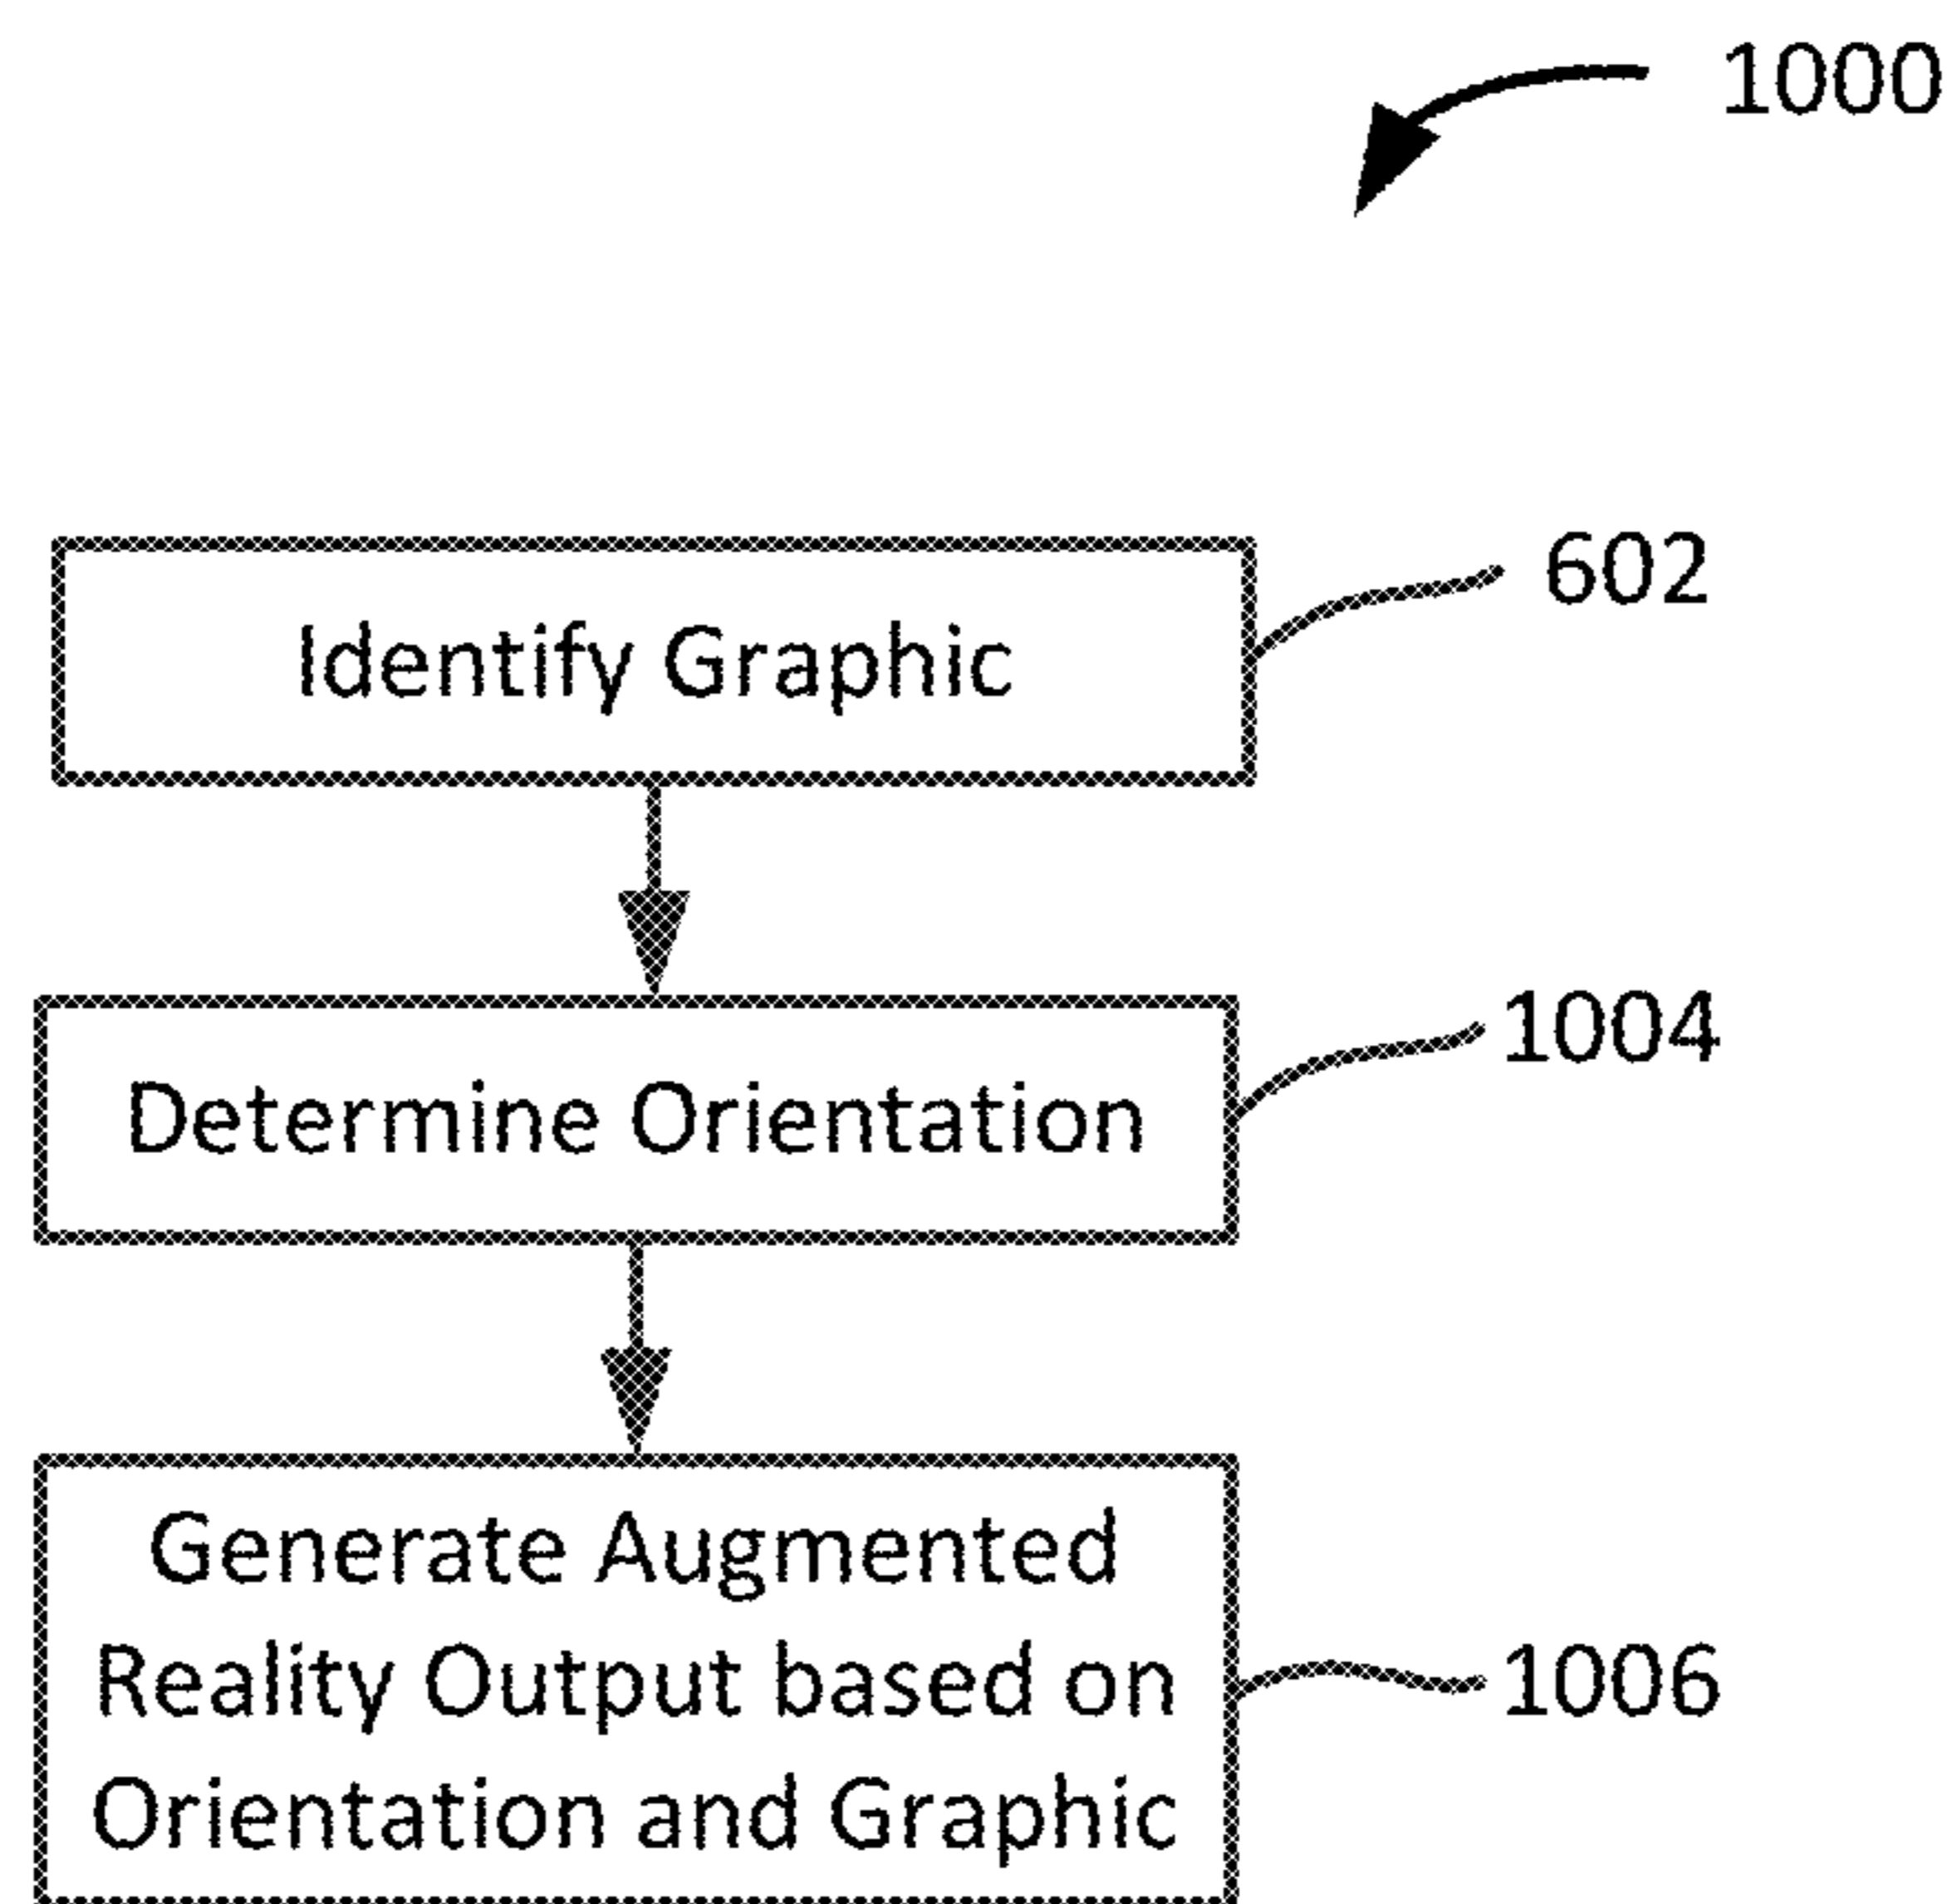 1000
602
Identify Graphic
1004
Determine Orientation
Generate Augmented
Reality Output based on
1006
Orientation and Graphic